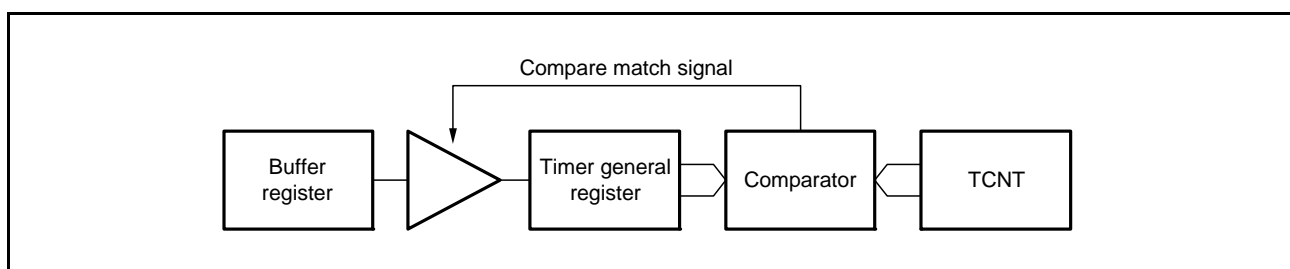 Compare match signal
Buffer
register
Timer general
register
Comparator
TCNT